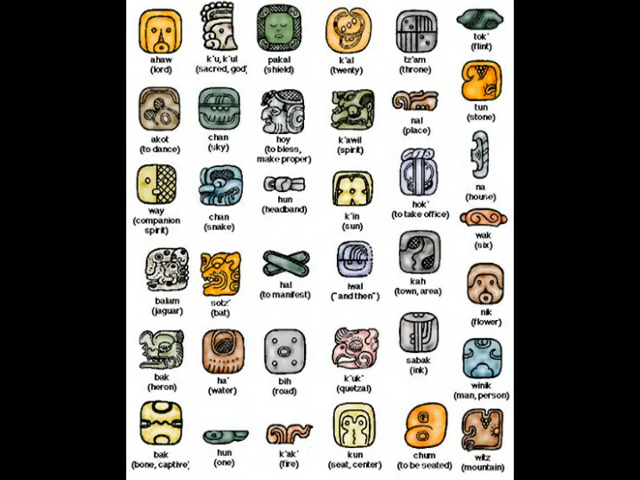 ahaw
(lord)
k'u, k'ul
(sacred, god)
pakal
(shield)
k'al
(twenty)
tz'am
(throne)
tok'
(flint)
akot
(to dance)
chan
(sky)
hoy
(to bless,
make proper)
k'awil
(spirit)
nal
(place)
tun
(stone)
way
(companion
spirit)
chan
(snake)
hun
(headband)
k'in
(sun)
hok'
(to take office)
na
(house)
wak
(six)
balam
(jaguar)
sotz'
(bat)
hal
(to manifest)
iwal
("and then")
kah
(town, area)
nik
(flower)
bak
(heron)
ha'
(water)
bih
(road)
k'uk'
(quetzal)
sabak
(ink)
winik
(man, person)
bak
(bone, captive)
hun
(one)
k'ak'
(fire)
kun
(seat, center)
chum
(to be seated)
witz
(mountain)